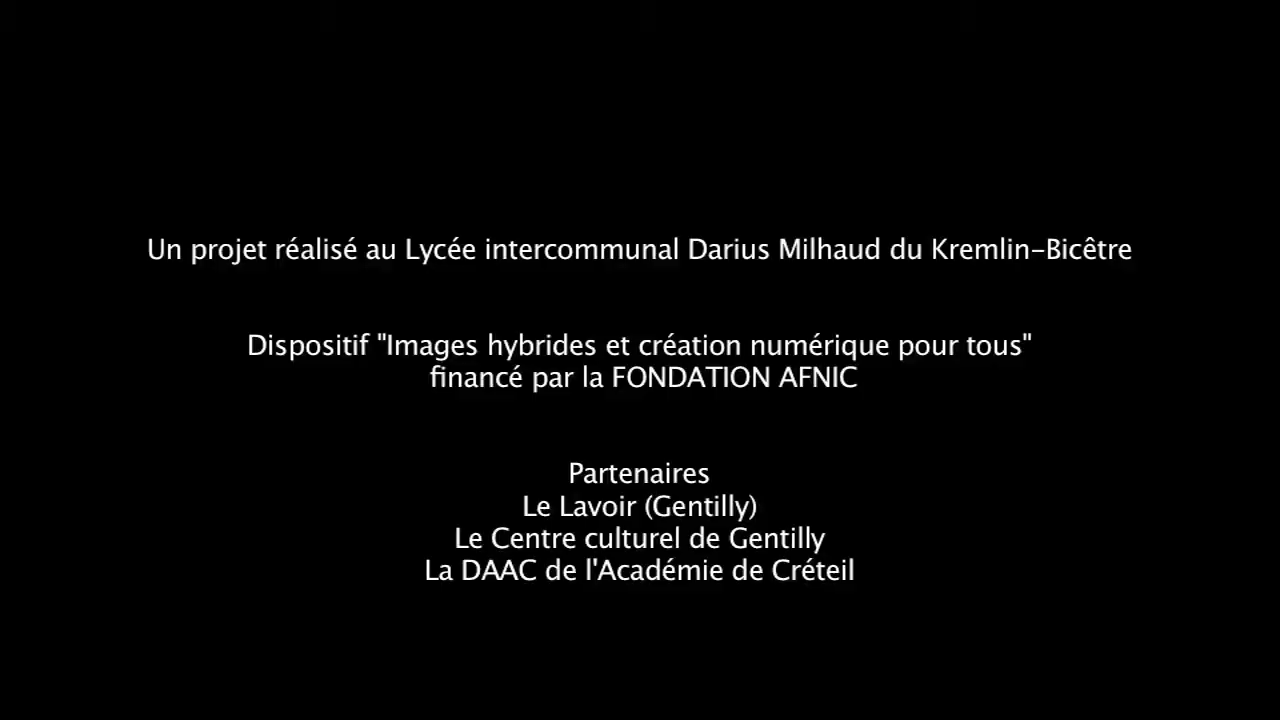 Un projet réalisé au Lycée intercommunal Darius Milhaud du Kremlin-Bicêtre
Dispositif "Images hybrides et création numérique pour tous"
financé par la FONDATION AFNIC
Partenaires
Le Lavoir (Gentilly)
Le Centre culturel de Gentilly
La DAAC de l'Académie de Créteil